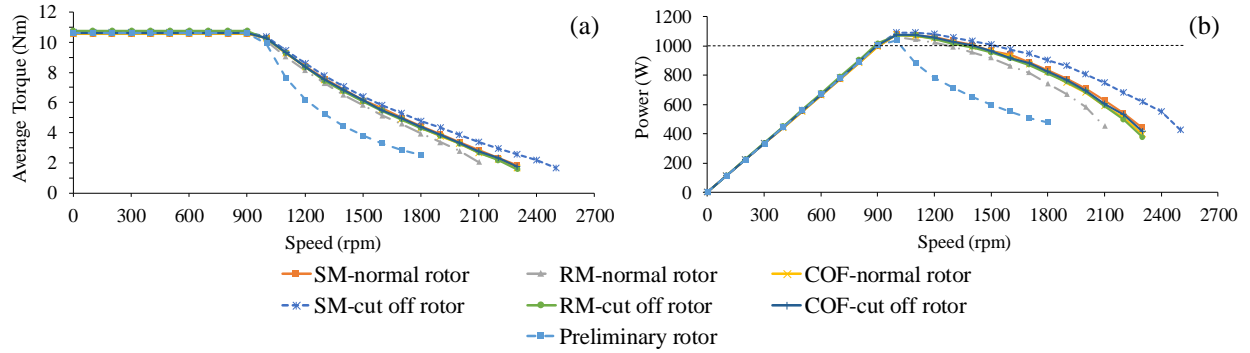 (a)
Average Torque (Nm)
12
10
8
6
4
2
0
0 300 600 900 1200 1500 1800 2100 2400 2700
Speed (rpm)
(b)
Power (W)
1200
1000
800
600
400
200
0
0 300 600 900 1200 1500 1800 2100 2400 2700
Speed (rpm)
SM-normal rotor RM-normal rotor COF-normal rotor
SM-cut off rotor RM-cut off rotor COF-cut off rotor
Preliminary rotor